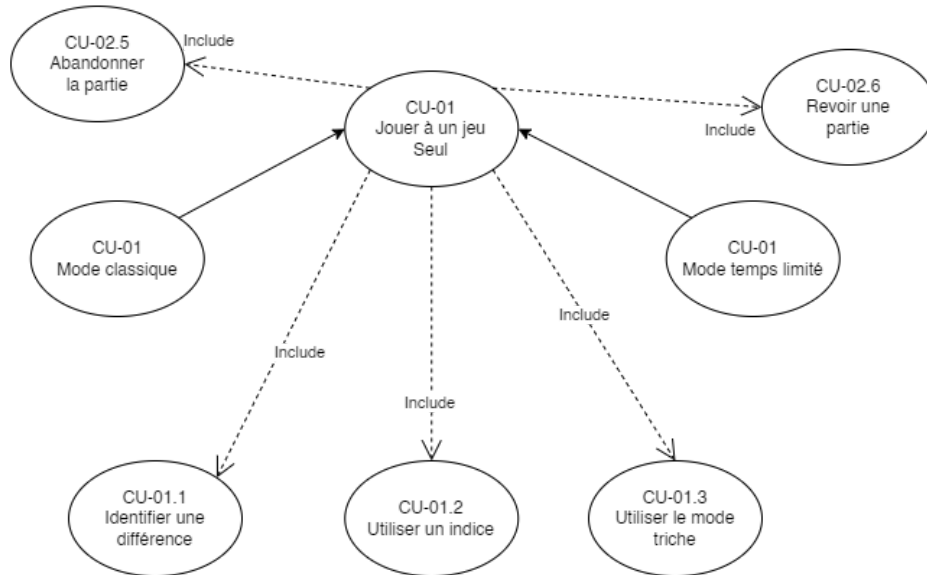 CU-02.5
Abandonner
la partie
Include
CU-01
Jouer à un jeu
Seul
CU-02.6
Revoir une
partie
Include
CU-01
Mode classique
CU-01
Mode temps limité
Include
Include
Include
CU-01.1
Identifier une
différence
CU-01.2
Utiliser un indice
CU-01.3
Utiliser le mode
triche